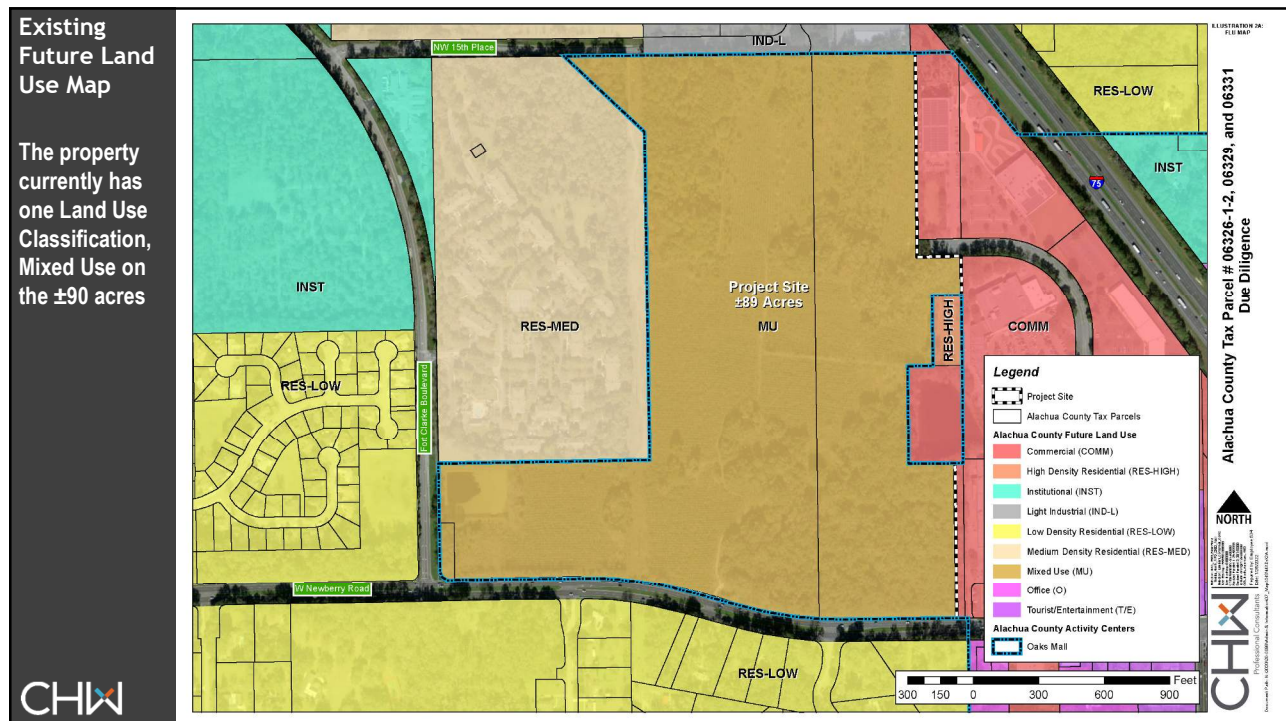 Existing
Future Land
Use Map
The property
currently has
one Land Use
Classification,
Mixed Use on
the ±90 acres
CHW
NW 15th Place
IND-L
RES-LOW
INST
75
INST
Project Site
±89 Acres
MU
RES-MED
RES-HIGH
COMM
RES-LOW
Fort Clarke Boulevard
W Newberry Road
RES-LOW
Legend
Project Site
Alachua County Tax Parcels
Alachua County Future Land Use
Commercial (COMM)
High Density Residential (RES-HIGH)
Institutional (INST)
Light Industrial (IND-L)
Low Density Residential (RES-LOW)
Medium Density Residential (RES-MED)
Mixed Use (MU)
Office (O)
Tourist/Entertainment (T/E)
Alachua County Activity Centers
Oaks Mall
Feet
300 150 0 300 600 900
ILLUSTRATION 2A:
FLU MAP
Alachua County Tax Parcel # 06326-1-2, 06329, and 06331
Due Diligence
NORTH
CHW
Professional Consultants